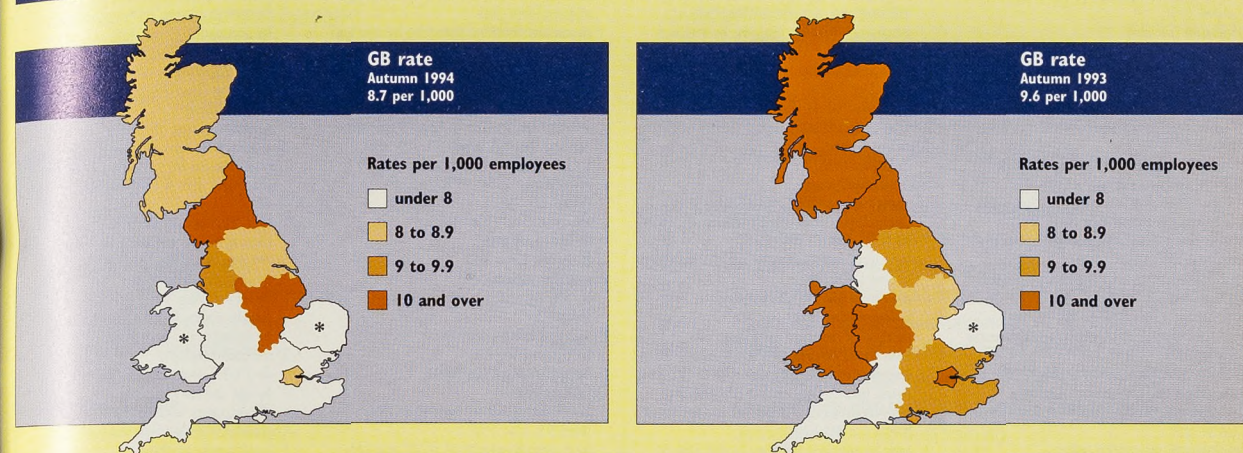 GB rate
Autumn 1994
8.7 per 1,000
Rates per 1,000 employees
under 8
8 to 8.9
9 to 9.9
10 and over
*
*
GB rate
Autumn 1993
9.6 per 1,000
Rates per 1,000 employees
under 8
8 to 8.9
9 to 9.9
10 and over
*